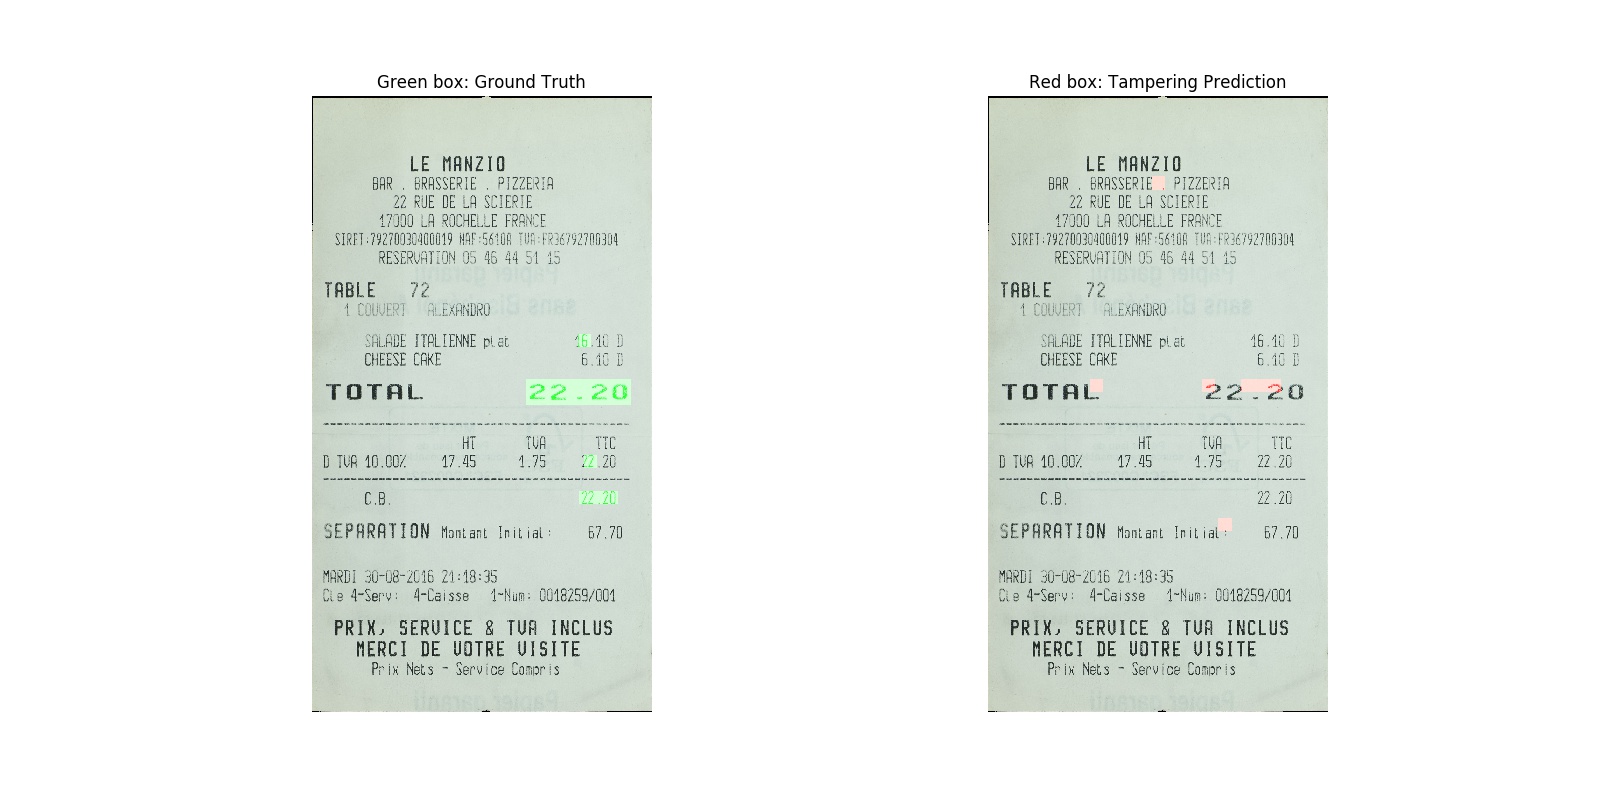 Green box: Ground Truth
LE MANZIO
BAR . BRASSERIE . PIZZERIA
22 RUE DE LA SCIERIE
17000 LA ROCHELLE FRANCE
SIRET:79270030400019 NAF:5610A TVA:FR36792700304
RESERVATION 05 46 44 51 15
Papier garanti
TABLE 72
1 COUVERT ALEXANDRO
SALADE ITALIENNE plat 16.10 D
CHEESE CAKE 6.10 D
TOTAL 22.20
HT TVA TTC
D TVA 10.00% 17.45 1.75 22.20
C.B. 22.20
SEPARATION Montant Initial: 67.70
MARDI 30-08-2016 21:18:35
Cle 4-Serv: 4-Caisse 1-Num: 0018259/001
PRIX, SERVICE & TVA INCLUS
MERCI DE VOTRE VISITE
Prix Nets - Service Compris
Papier garanti
Red box: Tampering Prediction
LE MANZIO
BAR . BRASSERIE . PIZZERIA
22 RUE DE LA SCIERIE
17000 LA ROCHELLE FRANCE
SIRET:79270030400019 NAF:5610A TVA:FR36792700304
RESERVATION 05 46 44 51 15
Papier garanti
TABLE 72
1 COUVERT ALEXANDRO
SALADE ITALIENNE plat 16.10 D
CHEESE CAKE 6.10 D
TOTAL 22.20
HT TVA TTC
D TVA 10.00% 17.45 1.75 22.20
C.B. 22.20
SEPARATION Montant Initial: 67.70
MARDI 30-08-2016 21:18:35
Cle 4-Serv: 4-Caisse 1-Num: 0018259/001
PRIX, SERVICE & TVA INCLUS
MERCI DE VOTRE VISITE
Prix Nets - Service Compris
Papier garanti